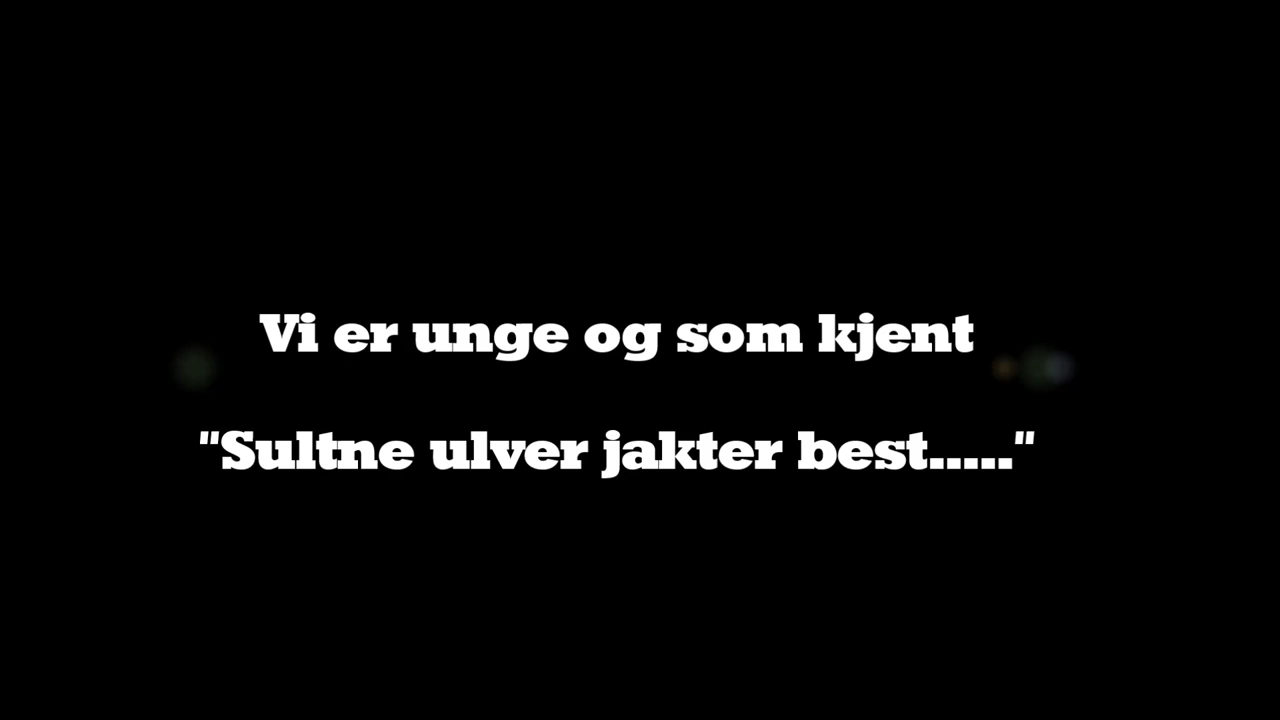 Vi er unge og som kjent
"Sultne ulver jakter best....."